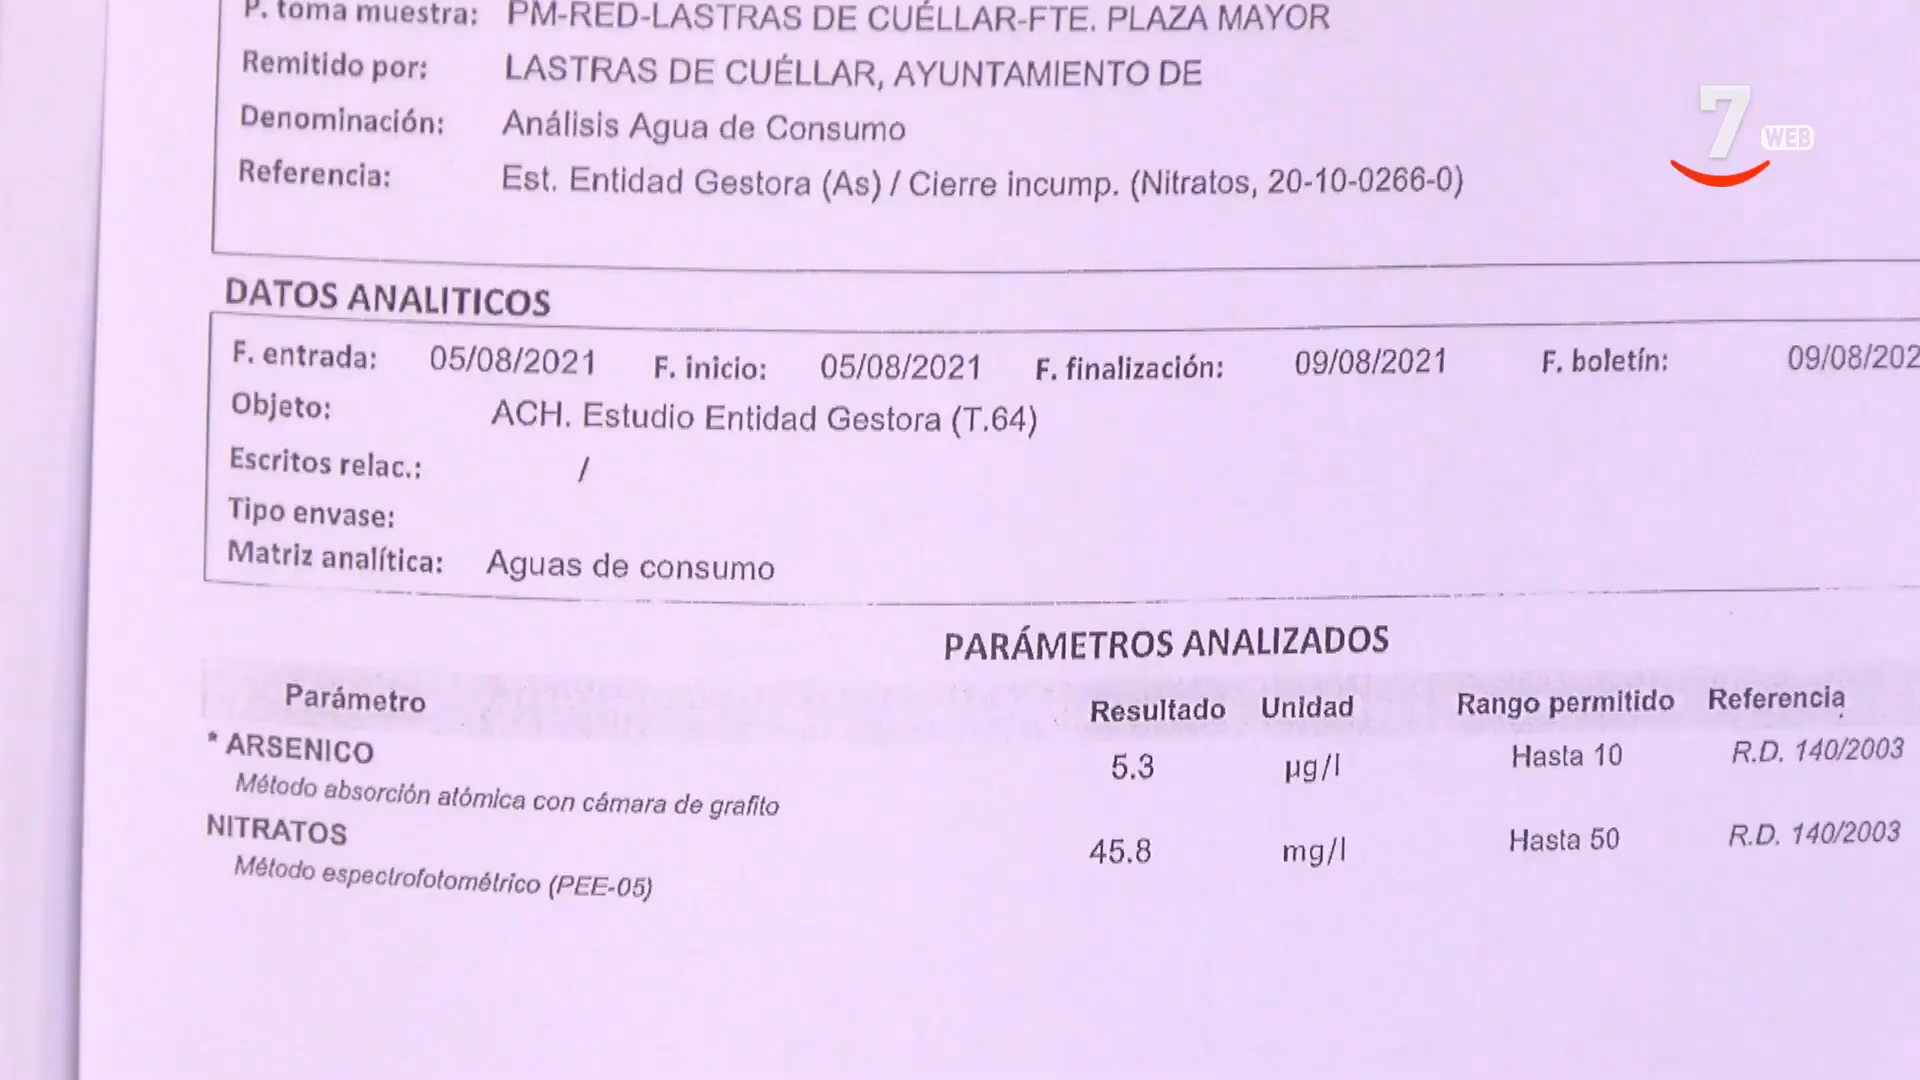 P. toma muestra: PM-RED-LASTRAS DE CUÉLLAR-FTE. PLAZA MAYOR
Remitido por: LASTRAS DE CUÉLLAR, AYUNTAMIENTO DE
Denominación: Análisis Agua de Consumo
Referencia: Est. Entidad Gestora (As) / Cierre incump. (Nitratos, 20-10-0266-0)
7 WEB
DATOS ANALITICOS
F. entrada: 05/08/2021 F. inicio: 05/08/2021 F. finalización: 09/08/2021 F. boletín: 09/08/202
Objeto: ACH. Estudio Entidad Gestora (T.64)
Escritos relac.: /
Tipo envase:
Matriz analítica: Aguas de consumo
PARÁMETROS ANALIZADOS
Parámetro Resultado Unidad Rango permitido Referencia
* ARSENICO 5.3 µg/l Hasta 10 R.D. 140/2003
Método absorción atómica con cámara de grafito
NITRATOS 45.8 mg/l Hasta 50 R.D. 140/2003
Método espectrofotométrico (PEE-05)